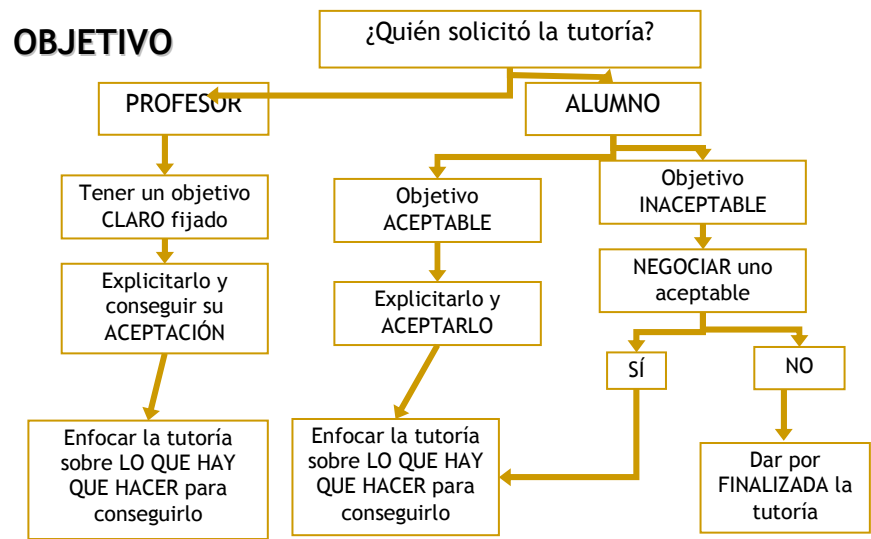 OBJETIVO
¿Quién solicitó la tutoría?
PROFESOR
ALUMNO
Tener un objetivo
CLARO fijado
Objetivo
ACEPTABLE
Objetivo
INACEPTABLE
Explicitarlo y
conseguir su
ACEPTACIÓN
Explicitarlo y
ACEPTARLO
NEGOCIAR uno
aceptable
SÍ
NO
Enfocar la tutoría
sobre LO QUE HAY
QUE HACER para
conseguirlo
Enfocar la tutoría
sobre LO QUE HAY
QUE HACER para
conseguirlo
Dar por
FINALIZADA la
tutoría